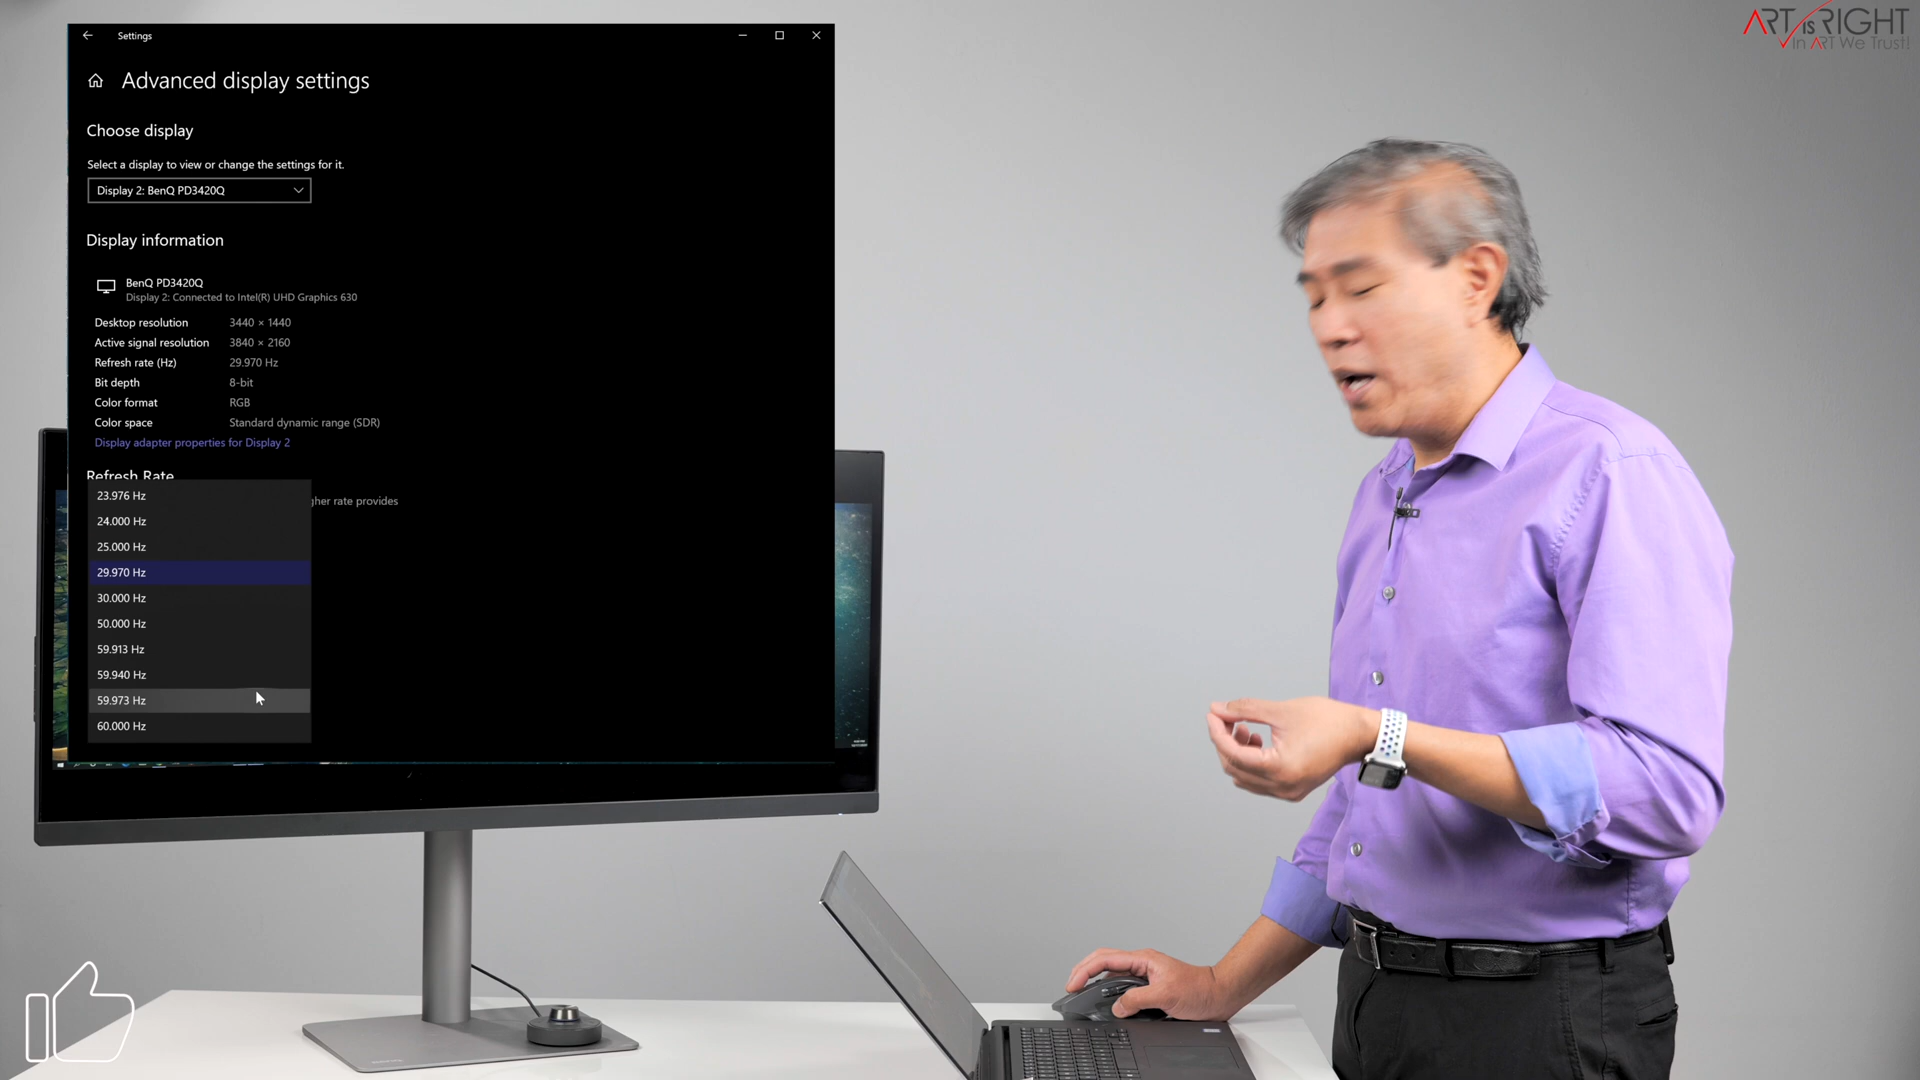 Settings
Advanced display settings
Choose display
Select a display to view or change the settings for it.
Display 2: BenQ PD3420Q
Display information
BenQ PD3420Q
Display 2: Connected to Intel(R) UHD Graphics 630
Desktop resolution 3440 × 1440
Active signal resolution 3840 × 2160
Refresh rate (Hz) 29.970 Hz
Bit depth 8-bit
Color format RGB
Color space Standard dynamic range (SDR)
Display adapter properties for Display 2
Refresh Rate
gher rate provides
23.976 Hz
24.000 Hz
25.000 Hz
29.970 Hz
30.000 Hz
50.000 Hz
59.913 Hz
59.940 Hz
59.973 Hz
60.000 Hz
ART IS RIGHT
In ART We Trust!